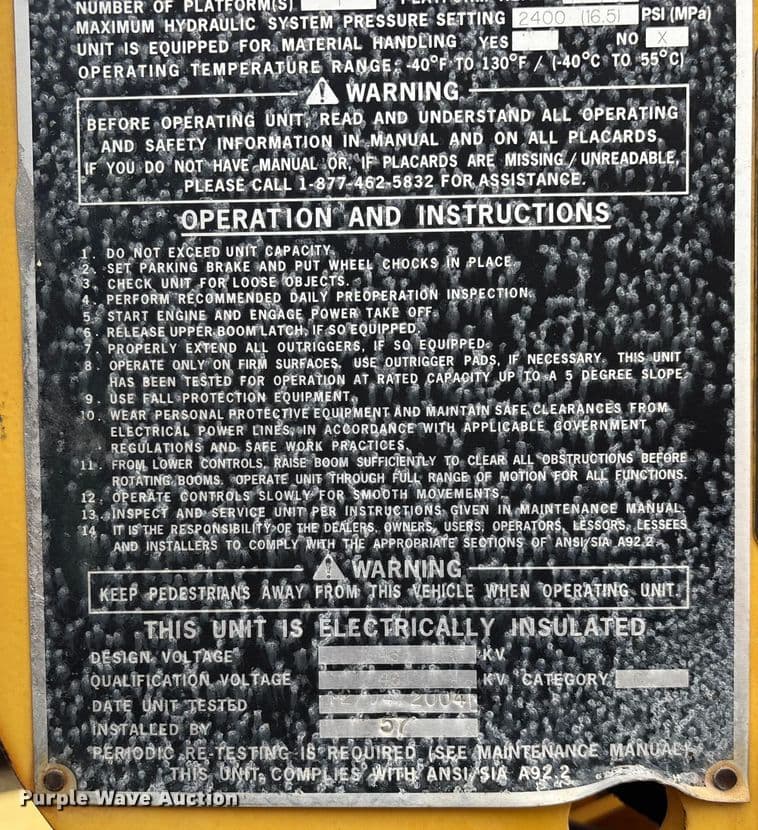 NUMBER OF PLATFORM(S)
MAXIMUM HYDRAULIC SYSTEM PRESSURE SETTING 2400 (16.5) PSI (MPa)
UNIT IS EQUIPPED FOR MATERIAL HANDLING YES NO X
OPERATING TEMPERATURE RANGE: -40°F TO 130°F / (-40°C TO 55°C)
WARNING
BEFORE OPERATING UNIT, READ AND UNDERSTAND ALL OPERATING
AND SAFETY INFORMATION IN MANUAL AND ON ALL PLACARDS.
IF YOU DO NOT HAVE MANUAL OR, IF PLACARDS ARE MISSING / UNREADABLE,
PLEASE CALL 1-877-462-5832 FOR ASSISTANCE.
OPERATION AND INSTRUCTIONS
1. DO NOT EXCEED UNIT CAPACITY.
2. SET PARKING BRAKE AND PUT WHEEL CHOCKS IN PLACE.
3. CHECK UNIT FOR LOOSE OBJECTS.
4. PERFORM RECOMMENDED DAILY PREOPERATION INSPECTION.
5. START ENGINE AND ENGAGE POWER TAKE OFF.
6. RELEASE UPPER BOOM LATCH, IF SO EQUIPPED.
7. PROPERLY EXTEND ALL OUTRIGGERS, IF SO EQUIPPED.
8. OPERATE ONLY ON FIRM SURFACES. USE OUTRIGGER PADS, IF NECESSARY. THIS UNIT
HAS BEEN TESTED FOR OPERATION AT RATED CAPACITY UP TO A 5 DEGREE SLOPE.
9. USE FALL PROTECTION EQUIPMENT.
10. WEAR PERSONAL PROTECTIVE EQUIPMENT AND MAINTAIN SAFE CLEARANCES FROM
ELECTRICAL POWER LINES, IN ACCORDANCE WITH APPLICABLE GOVERNMENT
REGULATIONS AND SAFE WORK PRACTICES.
11. FROM LOWER CONTROLS, RAISE BOOM SUFFICIENTLY TO CLEAR ALL OBSTRUCTIONS BEFORE
ROTATING BOOMS. OPERATE UNIT THROUGH FULL RANGE OF MOTION FOR ALL FUNCTIONS.
12. OPERATE CONTROLS SLOWLY FOR SMOOTH MOVEMENTS.
13. INSPECT AND SERVICE UNIT PER INSTRUCTIONS GIVEN IN MAINTENANCE MANUAL.
14. IT IS THE RESPONSIBILITY OF THE DEALERS, OWNERS, USERS, OPERATORS, LESSORS, LESSEES
AND INSTALLERS TO COMPLY WITH THE APPROPRIATE SECTIONS OF ANSI/SIA A92.2.
WARNING
KEEP PEDESTRIANS AWAY FROM THIS VEHICLE WHEN OPERATING UNIT.
THIS UNIT IS ELECTRICALLY INSULATED
DESIGN VOLTAGE 46 KV
QUALIFICATION VOLTAGE KV CATEGORY
DATE UNIT TESTED 2004
INSTALLED BY 57
PERIODIC RE-TESTING IS REQUIRED (SEE MAINTENANCE MANUAL).
THIS UNIT COMPLIES WITH ANSI/SIA A92.2
Purple Wave Auction